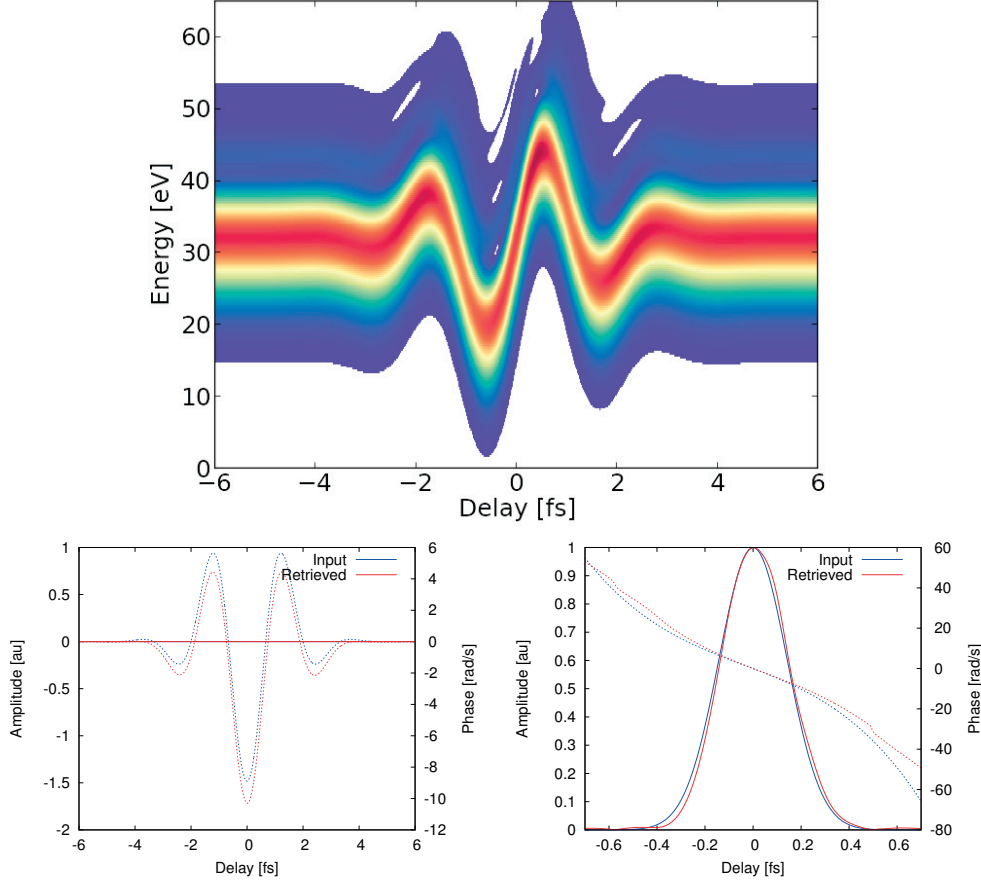 60
50
40
30
20
10
0
Energy [eV]
−6 −4 −2 0 2 4 6
Delay [fs]
Input
Retrieved
1
0.5
0
-0.5
-1
-1.5
-2
Amplitude [au]
6
4
2
0
-2
-4
-6
-8
-10
-12
Phase [rad/s]
-6 -4 -2 0 2 4 6
Delay [fs]
Input
Retrieved
1
0.9
0.8
0.7
0.6
0.5
0.4
0.3
0.2
0.1
0
Amplitude [au]
60
40
20
0
-20
-40
-60
-80
Phase [rad/s]
-0.6 -0.4 -0.2 0 0.2 0.4 0.6
Delay [fs]